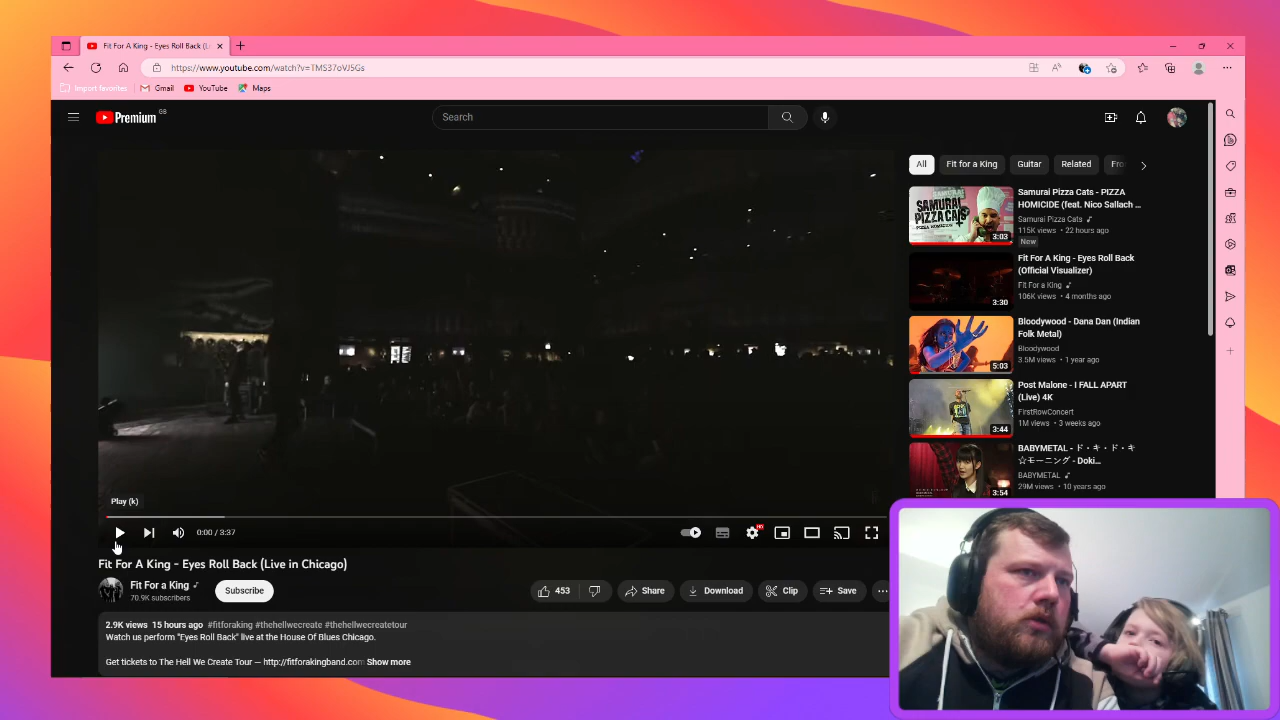 Fit For A King - Eyes Roll Back (Li
https://www.youtube.com/watch?v=TMS37oVJ5Gs
Import favorites
Gmail
YouTube
Maps
Premium
GB
Search
All
Fit for a King
Guitar
Related
Fro
SAMURAI
PIZZA
CATS
3:03
Samurai Pizza Cats - PIZZA
HOMICIDE (feat. Nico Sallach ...
Samurai Pizza Cats
115K views • 22 hours ago
New
3:30
Fit For A King - Eyes Roll Back
(Official Visualizer)
Fit For a King
106K views • 4 months ago
5:03
Bloodywood - Dana Dan (Indian
Folk Metal)
Bloodywood
3.5M views • 1 year ago
3:44
Post Malone - I FALL APART
(Live) 4K
FirstRowConcert
1M views • 3 weeks ago
3:54
BABYMETAL - ド・キ・ド・キ
☆モーニング - Doki...
BABYMETAL
29M views • 10 years ago
Play (k)
0:00 / 3:37
HD
Fit For A King - Eyes Roll Back (Live in Chicago)
Fit For a King
70.9K subscribers
Subscribe
453
Share
Download
Clip
Save
2.9K views 15 hours ago #fitforaking #thehellwecreate #thehellwecreatetour
Watch us perform "Eyes Roll Back" live at the House Of Blues Chicago.
Get tickets to The Hell We Create Tour — http://fitforakingband.com Show more